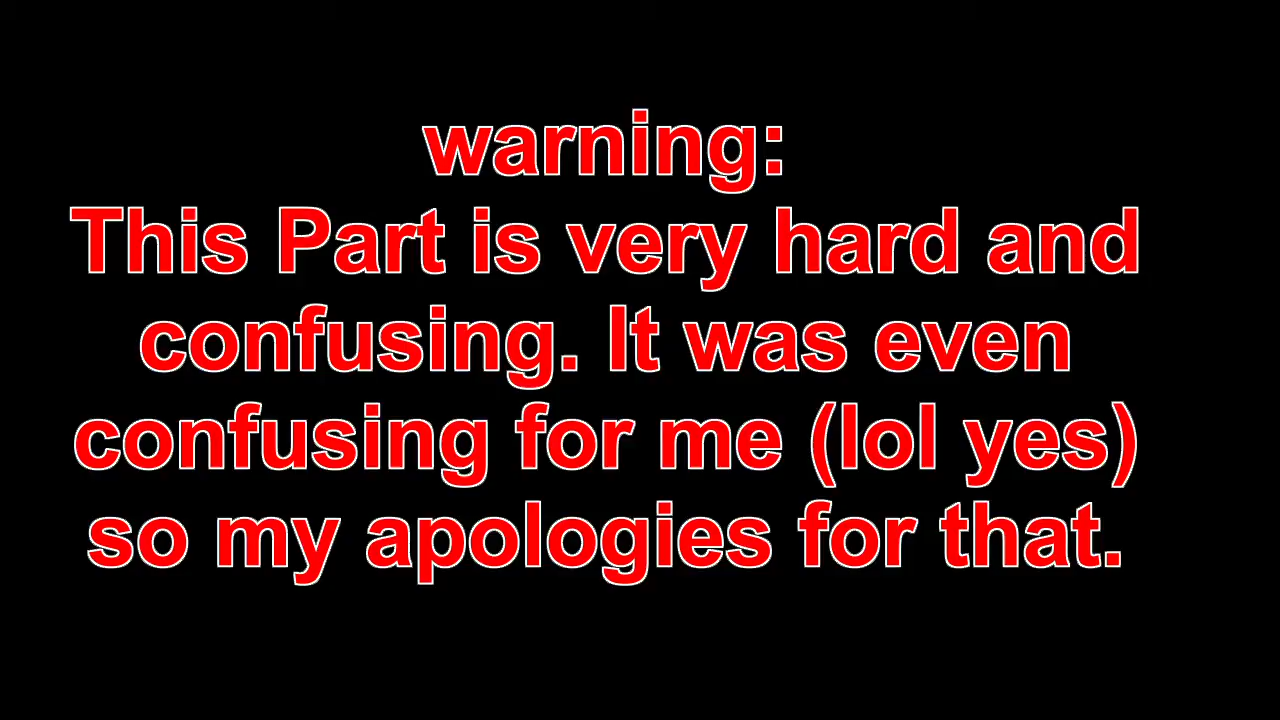 warning:
This Part is very hard and
confusing. It was even
confusing for me (lol yes)
so my apologies for that.